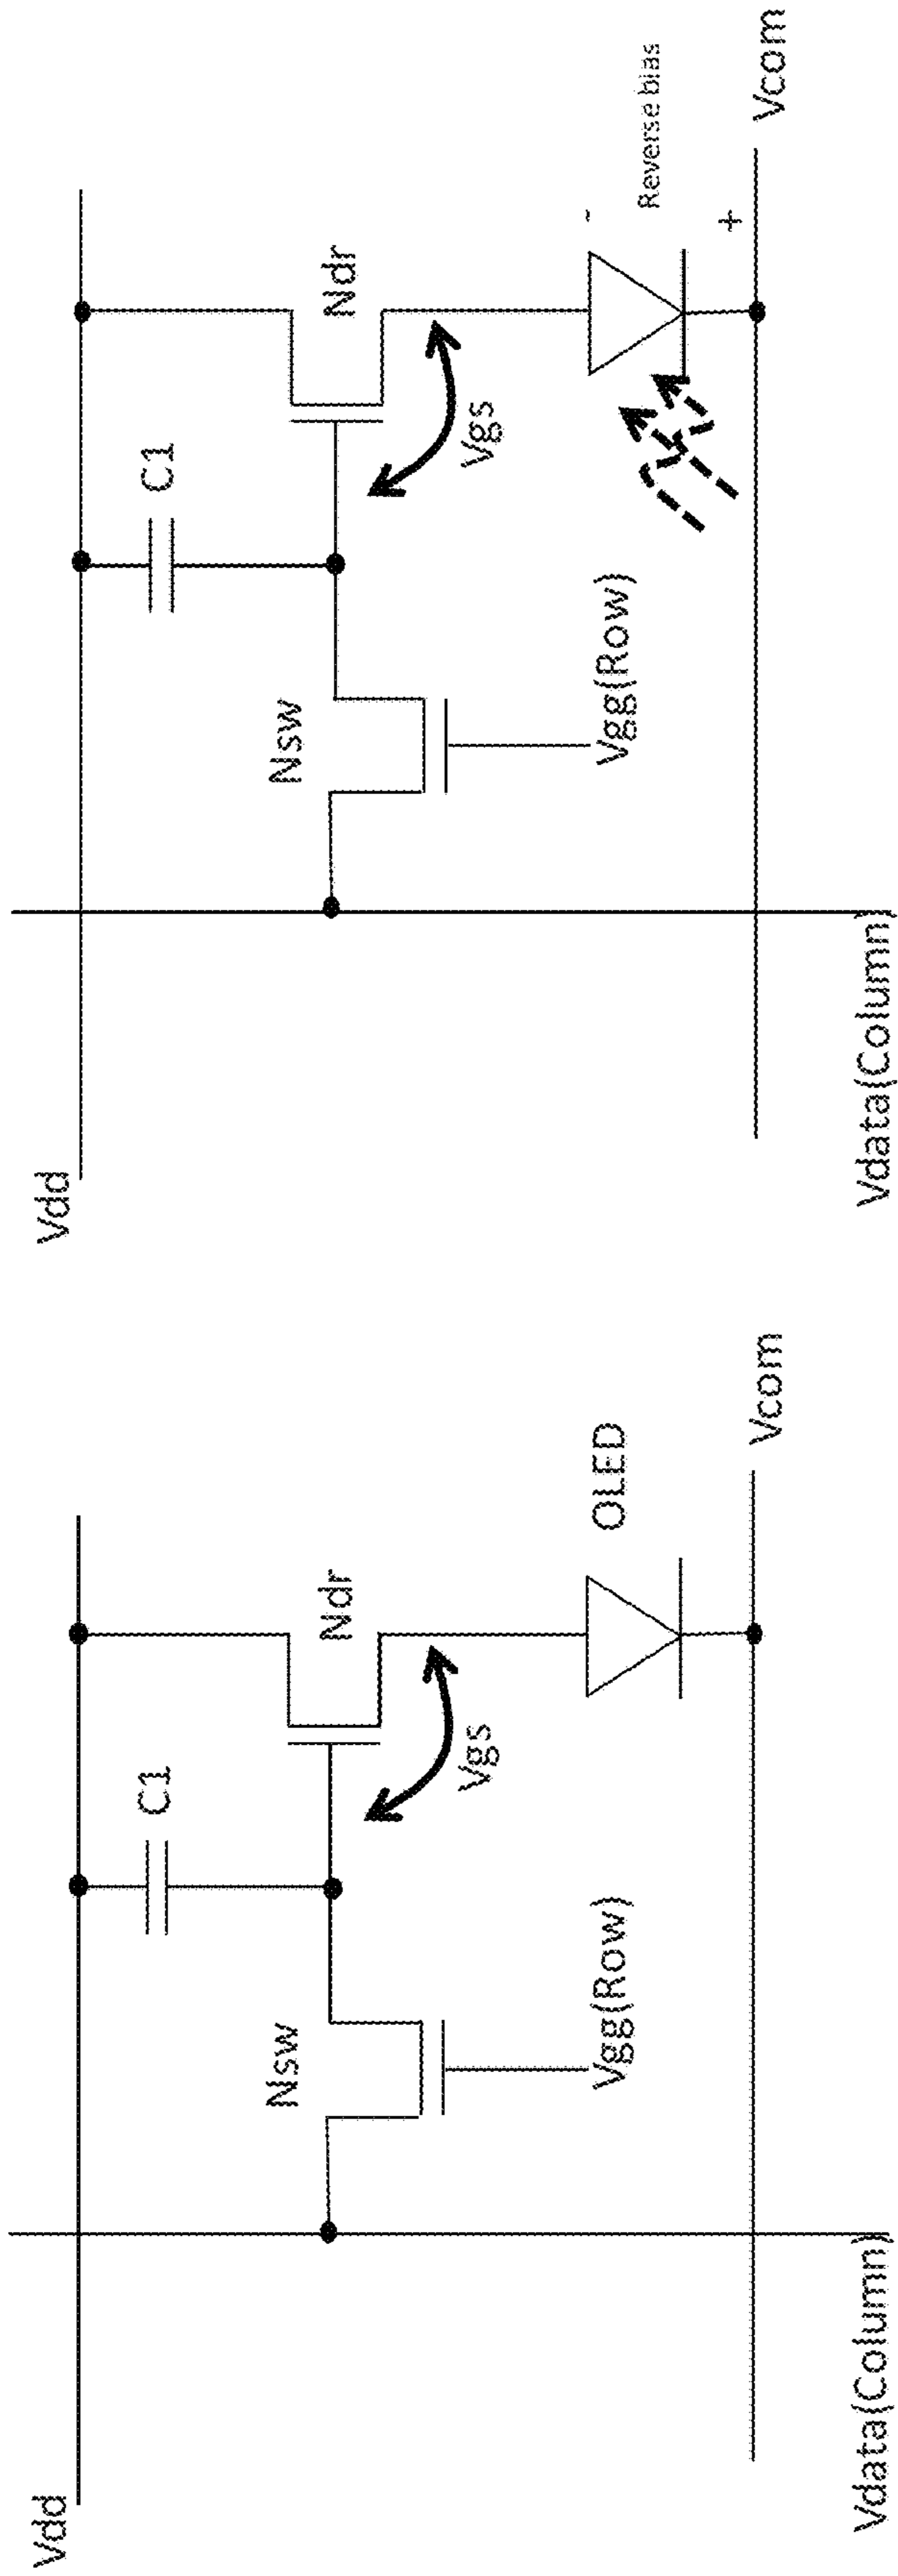 Vdd
C1
Ndr
Nsw
Vgs
Vgg(Row)
OLED
Vcom
Vdata(Column)
Vdd
C1
Ndr
Nsw
Vgs
Vgg(Row)
-
Reverse bias
+
Vcom
Vdata(Column)